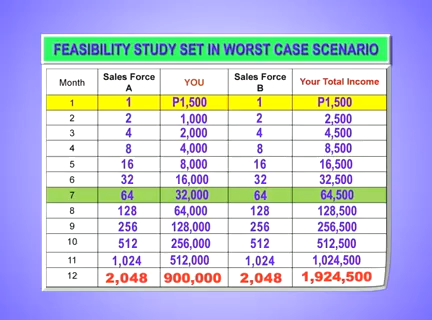 FEASIBILITY STUDY SET IN WORST CASE SCENARIO
Month Sales Force A YOU Sales Force B Your Total Income
1 1 P1,500 1 P1,500
2 2 1,000 2 2,500
3 4 2,000 4 4,500
4 8 4,000 8 8,500
5 16 8,000 16 16,500
6 32 16,000 32 32,500
7 64 32,000 64 64,500
8 128 64,000 128 128,500
9 256 128,000 256 256,500
10 512 256,000 512 512,500
11 1,024 512,000 1,024 1,024,500
12 2,048 900,000 2,048 1,924,500